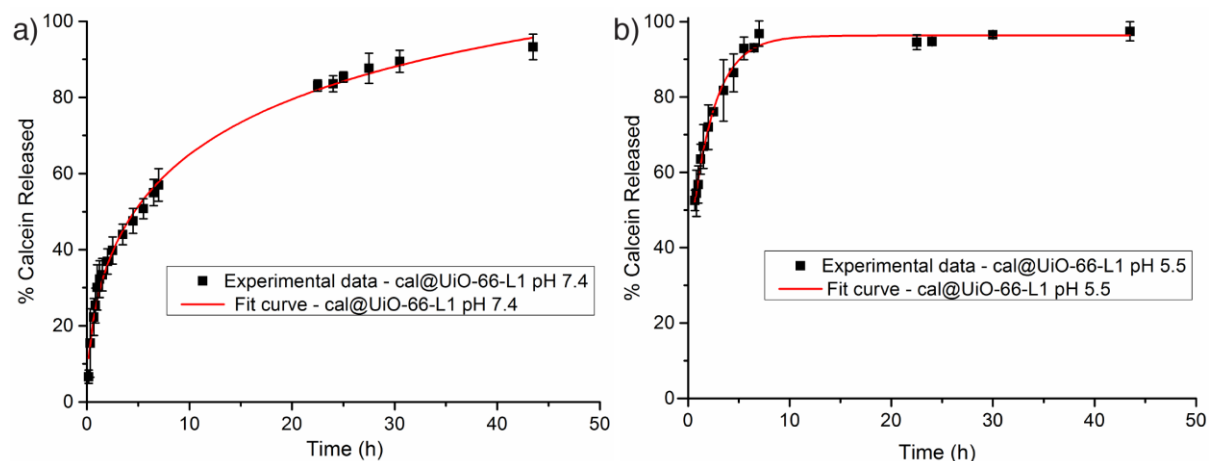 a)
% Calcein Released
100
80
60
40
20
0
Experimental data - cal@UiO-66-L1 pH 7.4
Fit curve - cal@UiO-66-L1 pH 7.4
0 10 20 30 40 50
Time (h)
b)
% Calcein Released
100
80
60
40
20
0
Experimental data - cal@UiO-66-L1 pH 5.5
Fit curve - cal@UiO-66-L1 pH 5.5
0 10 20 30 40 50
Time (h)